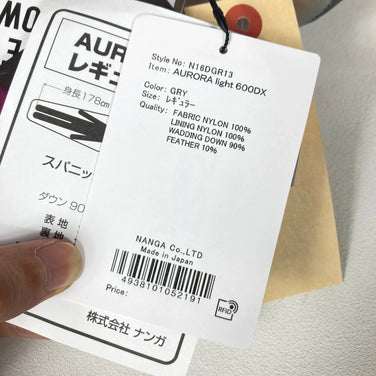 Style No: N16DGR13
Item: AURORA light 600DX
Color: GRY
Size: レギュラー
Quality: FABRIC NYLON 100%
LINING NYLON 100%
WADDING DOWN 90%
FEATHER 10%
NANGA Co.,LTD
Made in Japan
4938101052191
Price:
RFID
AUR
レギュ
身長178cm
スパニッ
ダウン 90
表地
裏地
株式会社 ナンガ